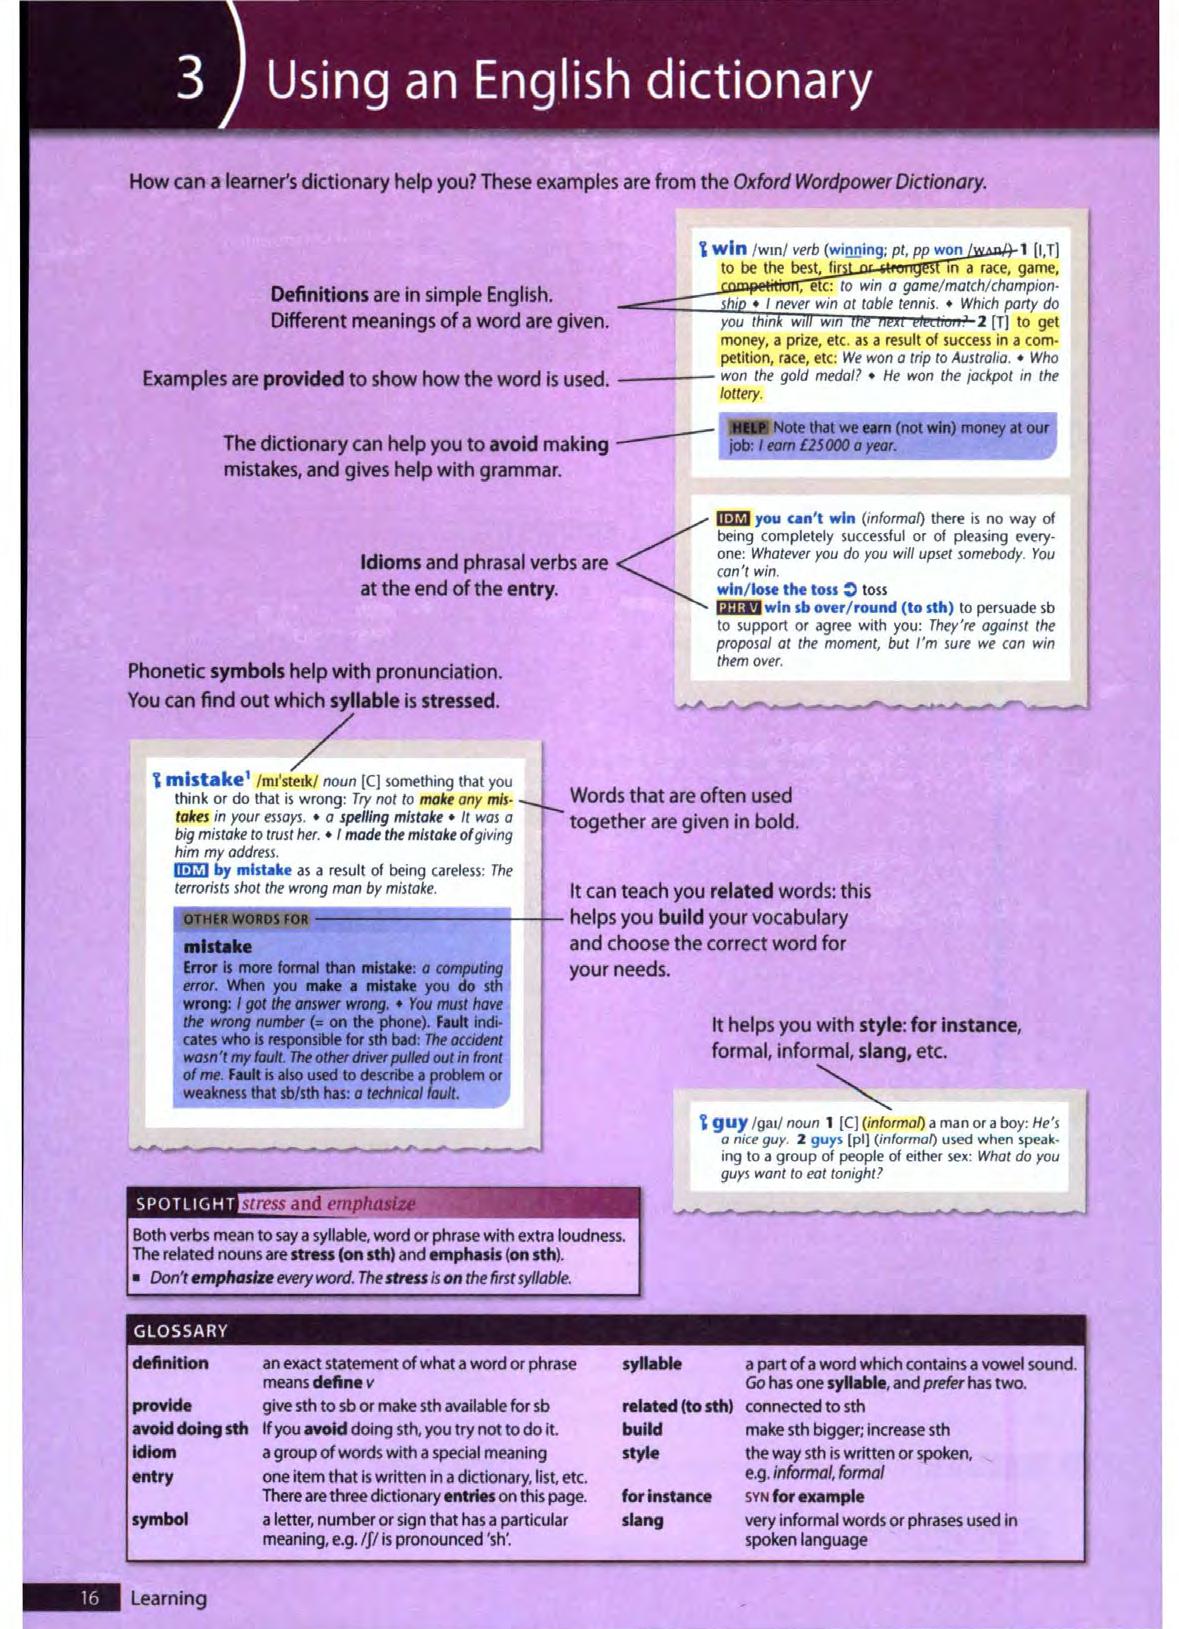 3 Using an English dictionary
How can a learner's dictionary help you? These examples are from the Oxford Wordpower Dictionary.
Definitions are in simple English.
Different meanings of a word are given.
Examples are provided to show how the word is used.
The dictionary can help you to avoid making
mistakes, and gives help with grammar.
win /wɪn/ verb (winning; pt, pp won /wʌn/) 1 [I,T]
to be the best, first or strongest in a race, game,
competition, etc: to win a game/match/champion-
ship • I never win at table tennis. • Which party do
you think will win the next election? 2 [T] to get
money, a prize, etc. as a result of success in a com-
petition, race, etc: We won a trip to Australia. • Who
won the gold medal? • He won the jackpot in the
lottery.
HELP Note that we earn (not win) money at our
job: I earn £25 000 a year.
Idioms and phrasal verbs are
at the end of the entry.
IDM you can't win (informal) there is no way of
being completely successful or of pleasing every-
one: Whatever you do you will upset somebody. You
can't win.
win/lose the toss ➲ toss
PHR V win sb over/round (to sth) to persuade sb
to support or agree with you: They're against the
proposal at the moment, but I'm sure we can win
them over.
Phonetic symbols help with pronunciation.
You can find out which syllable is stressed.
mistake¹ /mɪ'steɪk/ noun [C] something that you
think or do that is wrong: Try not to make any mis-
takes in your essays. • a spelling mistake • It was a
big mistake to trust her. • I made the mistake of giving
him my address.
IDM by mistake as a result of being careless: The
terrorists shot the wrong man by mistake.
OTHER WORDS FOR
mistake
Error is more formal than mistake: a computing
error. When you make a mistake you do sth
wrong: I got the answer wrong. • You must have
the wrong number (= on the phone). Fault indi-
cates who is responsible for sth bad: The accident
wasn't my fault. The other driver pulled out in front
of me. Fault is also used to describe a problem or
weakness that sb/sth has: a technical fault.
Words that are often used
together are given in bold.
It can teach you related words: this
helps you build your vocabulary
and choose the correct word for
your needs.
It helps you with style: for instance,
formal, informal, slang, etc.
guy /gaɪ/ noun 1 [C] (informal) a man or a boy: He's
a nice guy. 2 guys [pl] (informal) used when speak-
ing to a group of people of either sex: What do you
guys want to eat tonight?
SPOTLIGHT stress and emphasize
Both verbs mean to say a syllable, word or phrase with extra loudness.
The related nouns are stress (on sth) and emphasis (on sth).
▪ Don't emphasize every word. The stress is on the first syllable.
GLOSSARY
definition an exact statement of what a word or phrase
means define v
provide give sth to sb or make sth available for sb
avoid doing sth If you avoid doing sth, you try not to do it.
idiom a group of words with a special meaning
entry one item that is written in a dictionary, list, etc.
There are three dictionary entries on this page.
symbol a letter, number or sign that has a particular
meaning, e.g. /ʃ/ is pronounced 'sh'.
syllable a part of a word which contains a vowel sound.
Go has one syllable, and prefer has two.
related (to sth) connected to sth
build make sth bigger; increase sth
style the way sth is written or spoken,
e.g. informal, formal
for instance SYN for example
slang very informal words or phrases used in
spoken language
16 Learning